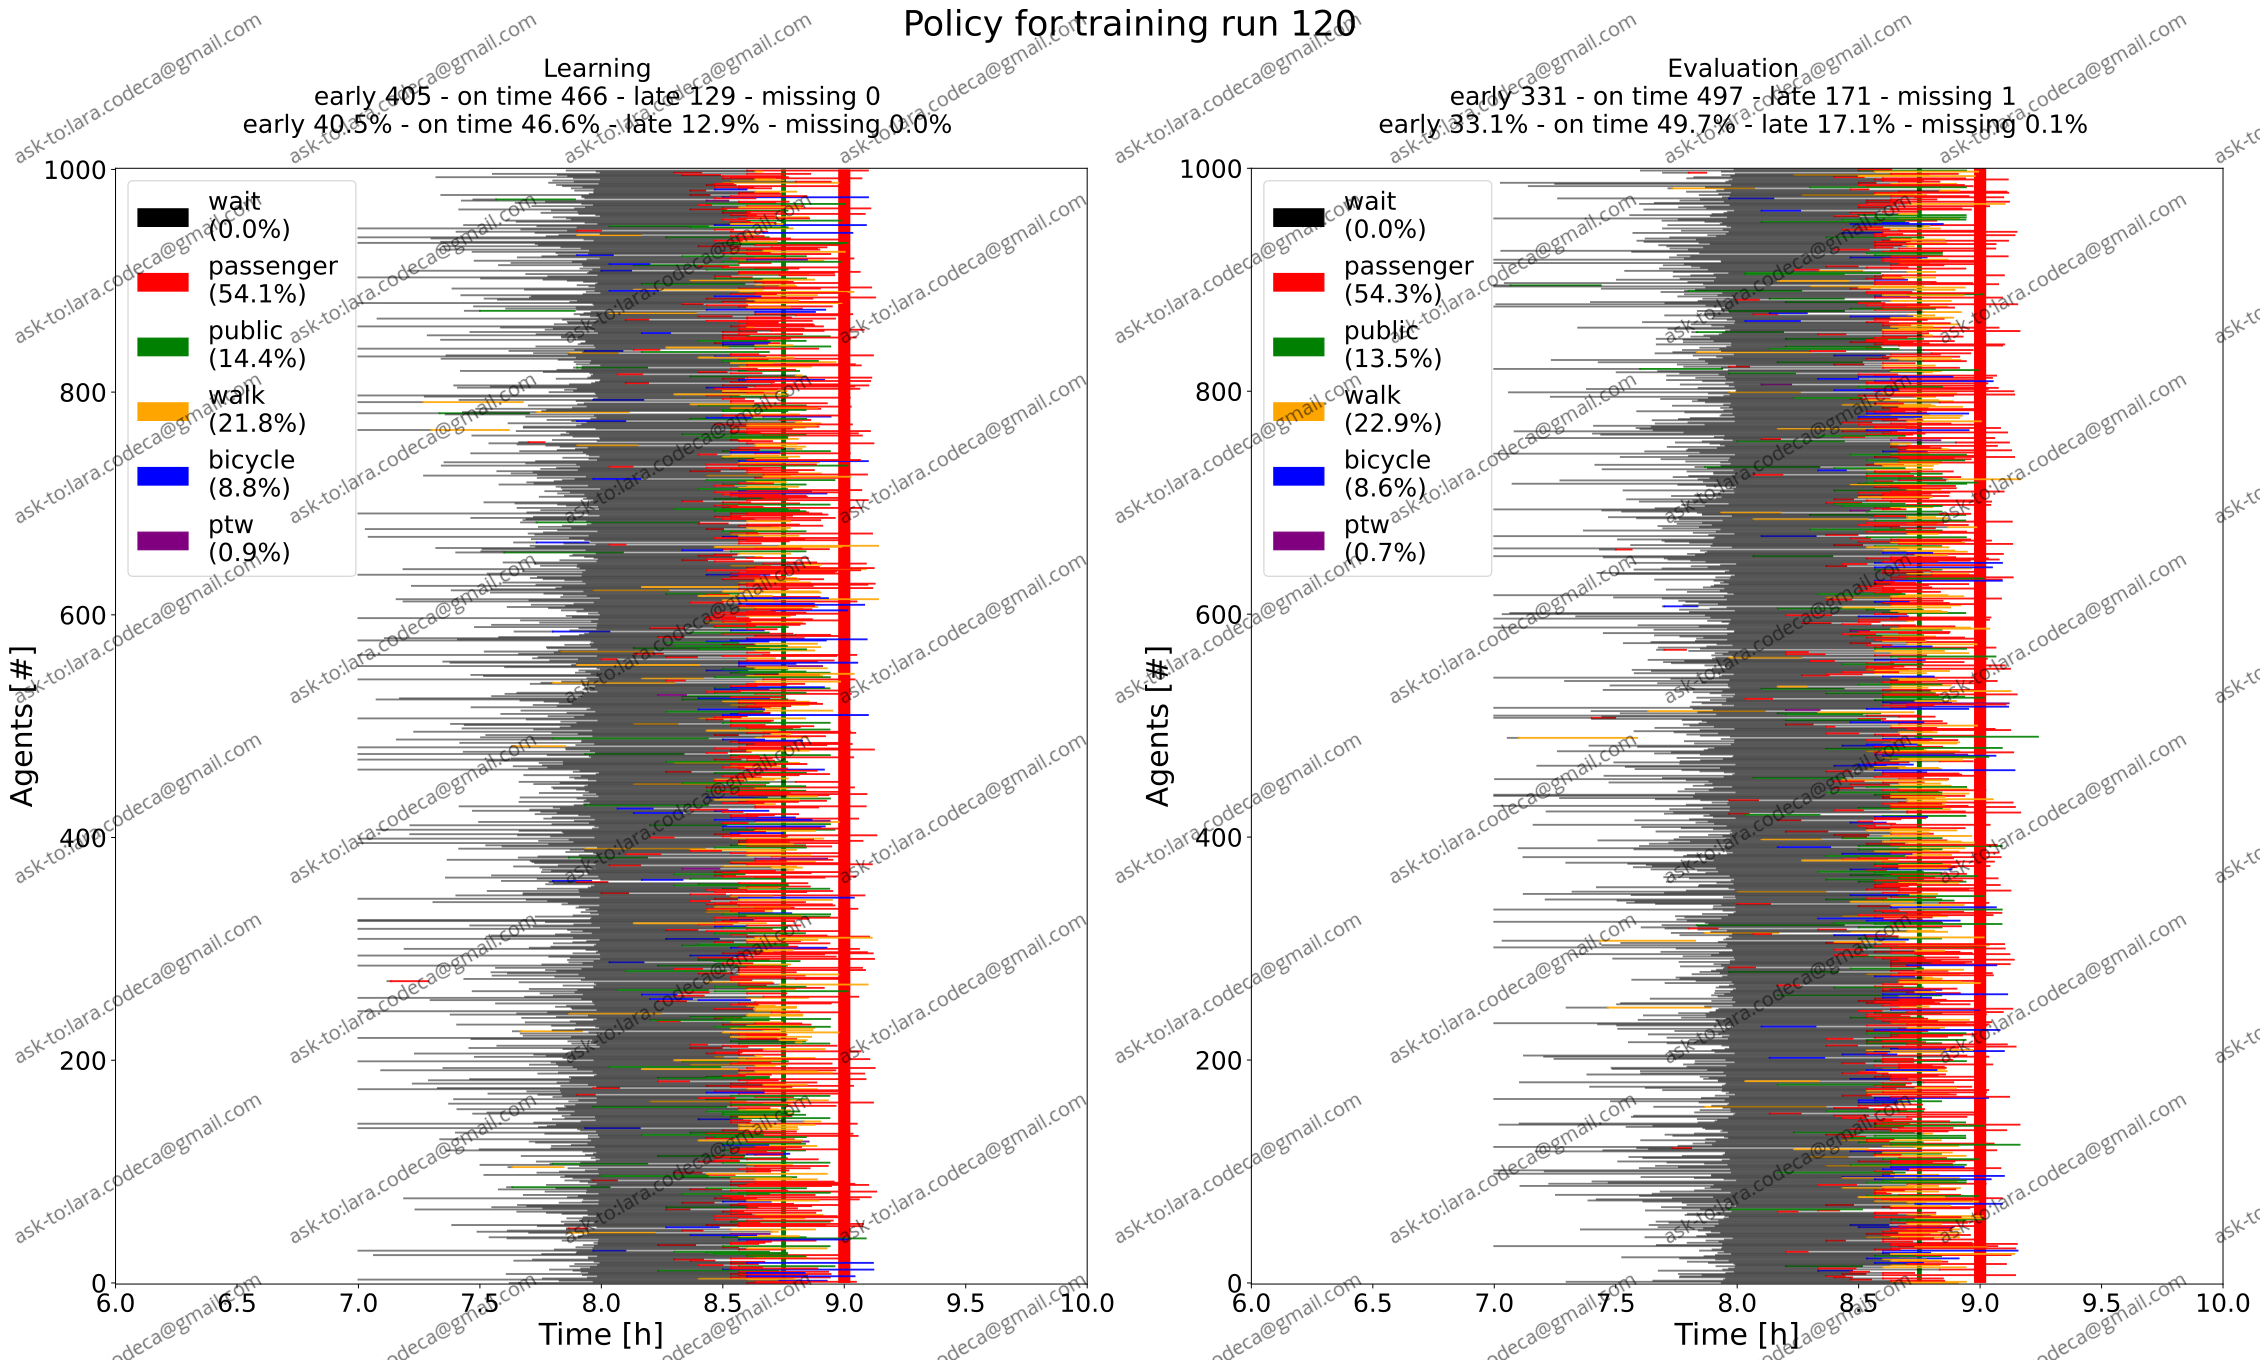 Policy for training run 120
Learning
early 405 - on time 466 - late 129 - missing 0
early 40.5% - on time 46.6% - late 12.9% - missing 0.0%
1000
800
600
400
200
0
Agents [#]
wait
(0.0%)
passenger
(54.1%)
public
(14.4%)
walk
(21.8%)
bicycle
(8.8%)
ptw
(0.9%)
6.0 6.5 7.0 7.5 8.0 8.5 9.0 9.5 10.0
Time [h]
Evaluation
early 331 - on time 497 - late 171 - missing 1
early 33.1% - on time 49.7% - late 17.1% - missing 0.1%
1000
800
600
400
200
0
Agents [#]
wait
(0.0%)
passenger
(54.3%)
public
(13.5%)
walk
(22.9%)
bicycle
(8.6%)
ptw
(0.7%)
6.0 6.5 7.0 7.5 8.0 8.5 9.0 9.5 10.0
Time [h]
ask-to:lara.codeca@gmail.com